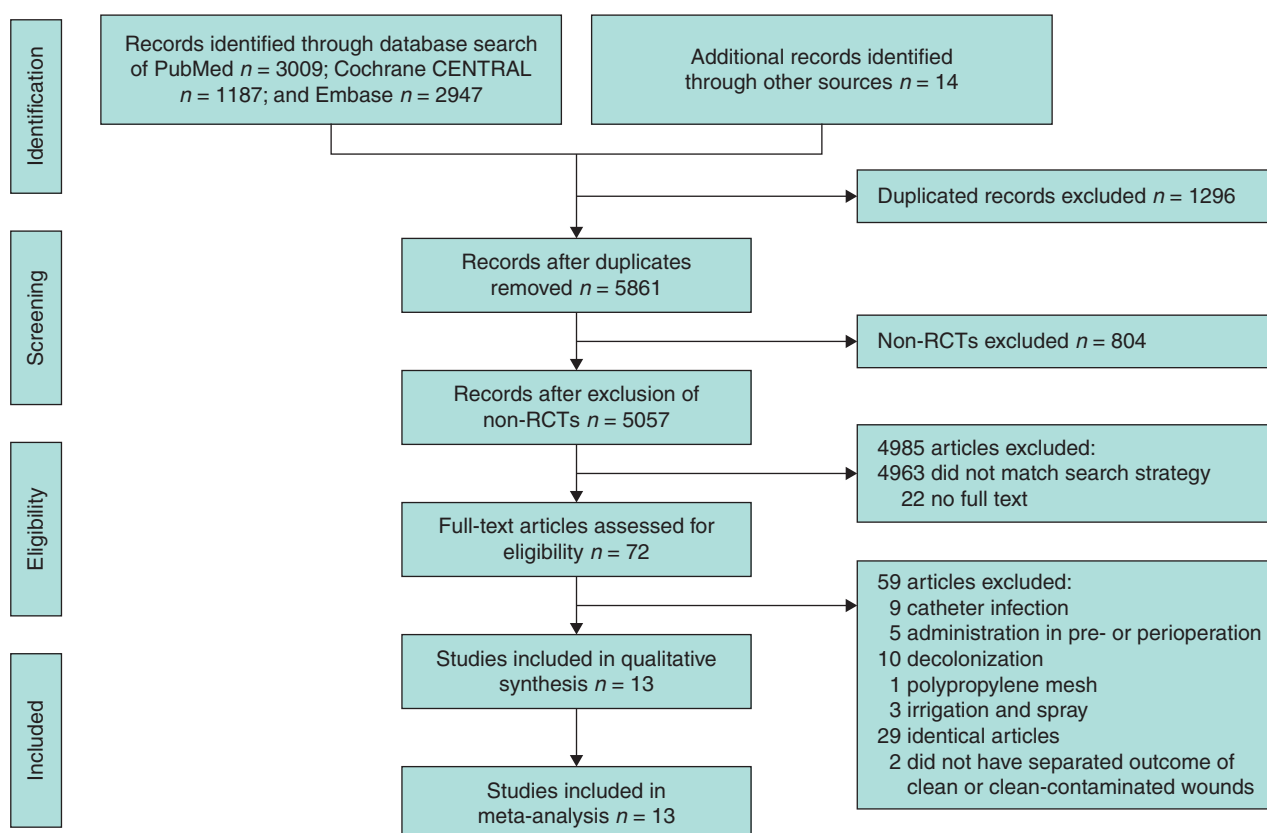 Identification
Records identified through database search
of PubMed n = 3009; Cochrane CENTRAL
n = 1187; and Embase n = 2947
Additional records identified
through other sources n = 14
Duplicated records excluded n = 1296
Screening
Records after duplicates
removed n = 5861
Non-RCTs excluded n = 804
Records after exclusion of
non-RCTs n = 5057
Eligibility
4985 articles excluded:
4963 did not match search strategy
22 no full text
Full-text articles assessed for
eligibility n = 72
59 articles excluded:
9 catheter infection
5 administration in pre- or perioperation
10 decolonization
1 polypropylene mesh
3 irrigation and spray
29 identical articles
2 did not have separated outcome of
clean or clean-contaminated wounds
Included
Studies included in qualitative
synthesis n = 13
Studies included in
meta-analysis n = 13